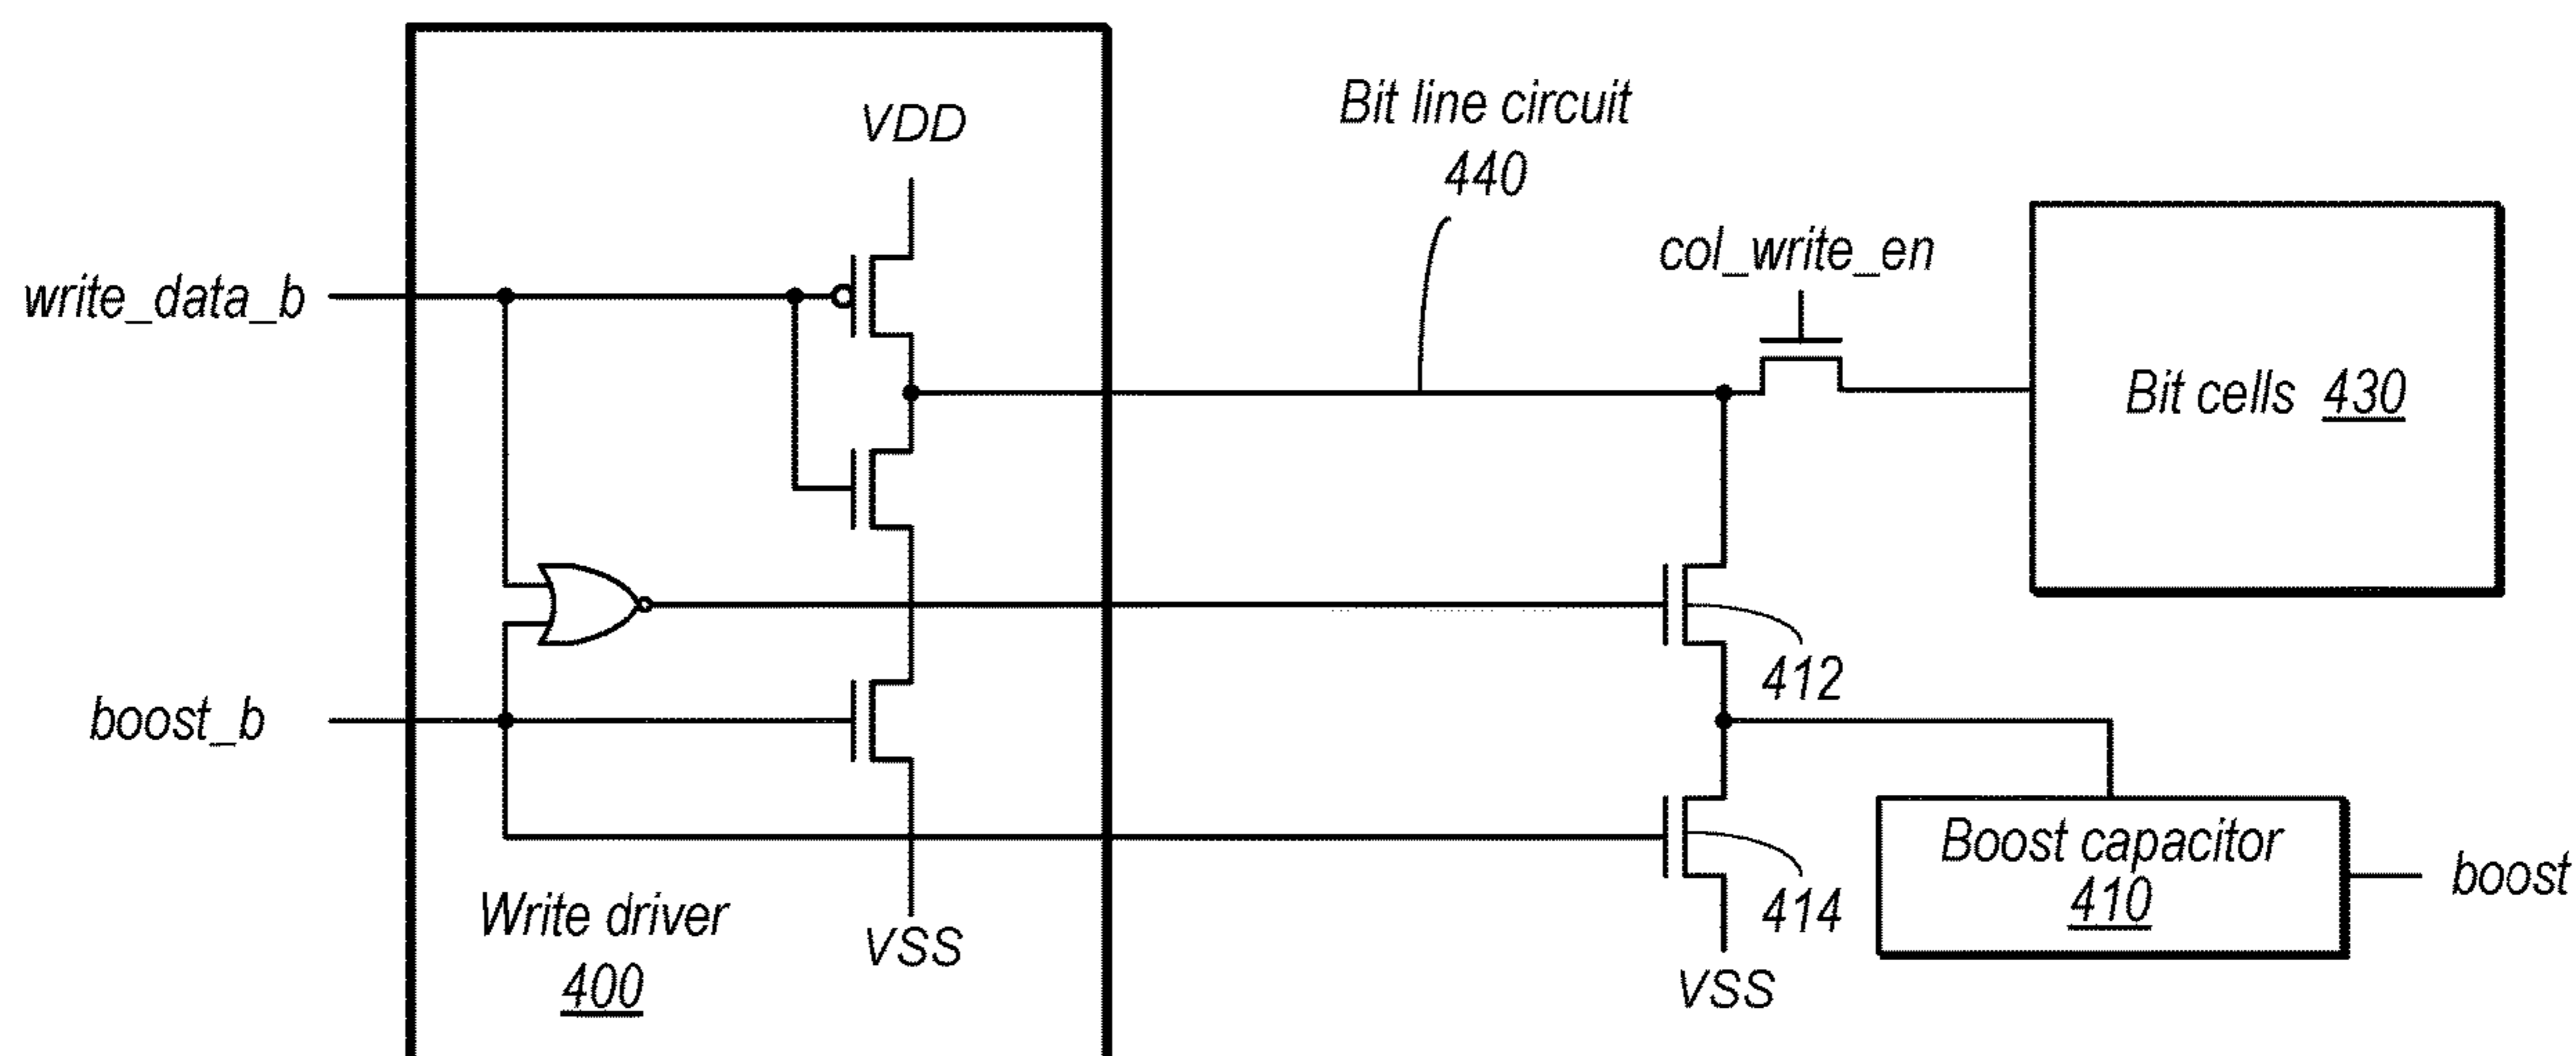 VDD
Bit line circuit
440
write_data_b
col_write_en
Bit cells 430
412
boost_b
Boost capacitor
410
boost
414
Write driver
400
VSS
VSS